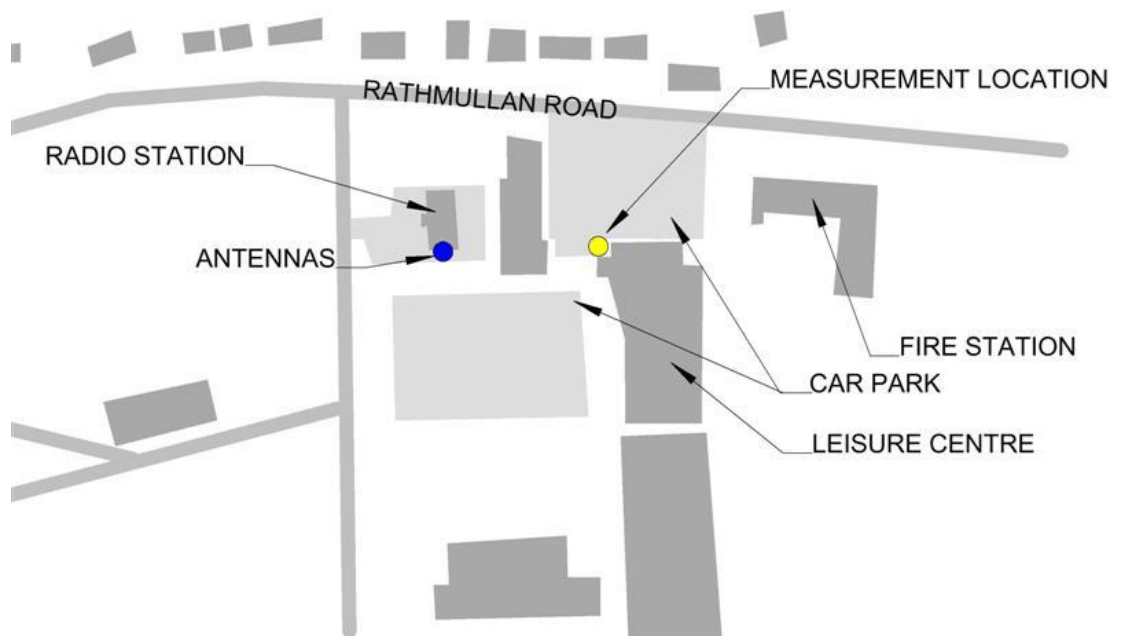 MEASUREMENT LOCATION
RATHMULLAN ROAD
RADIO STATION
ANTENNAS
FIRE STATION
CAR PARK
LEISURE CENTRE